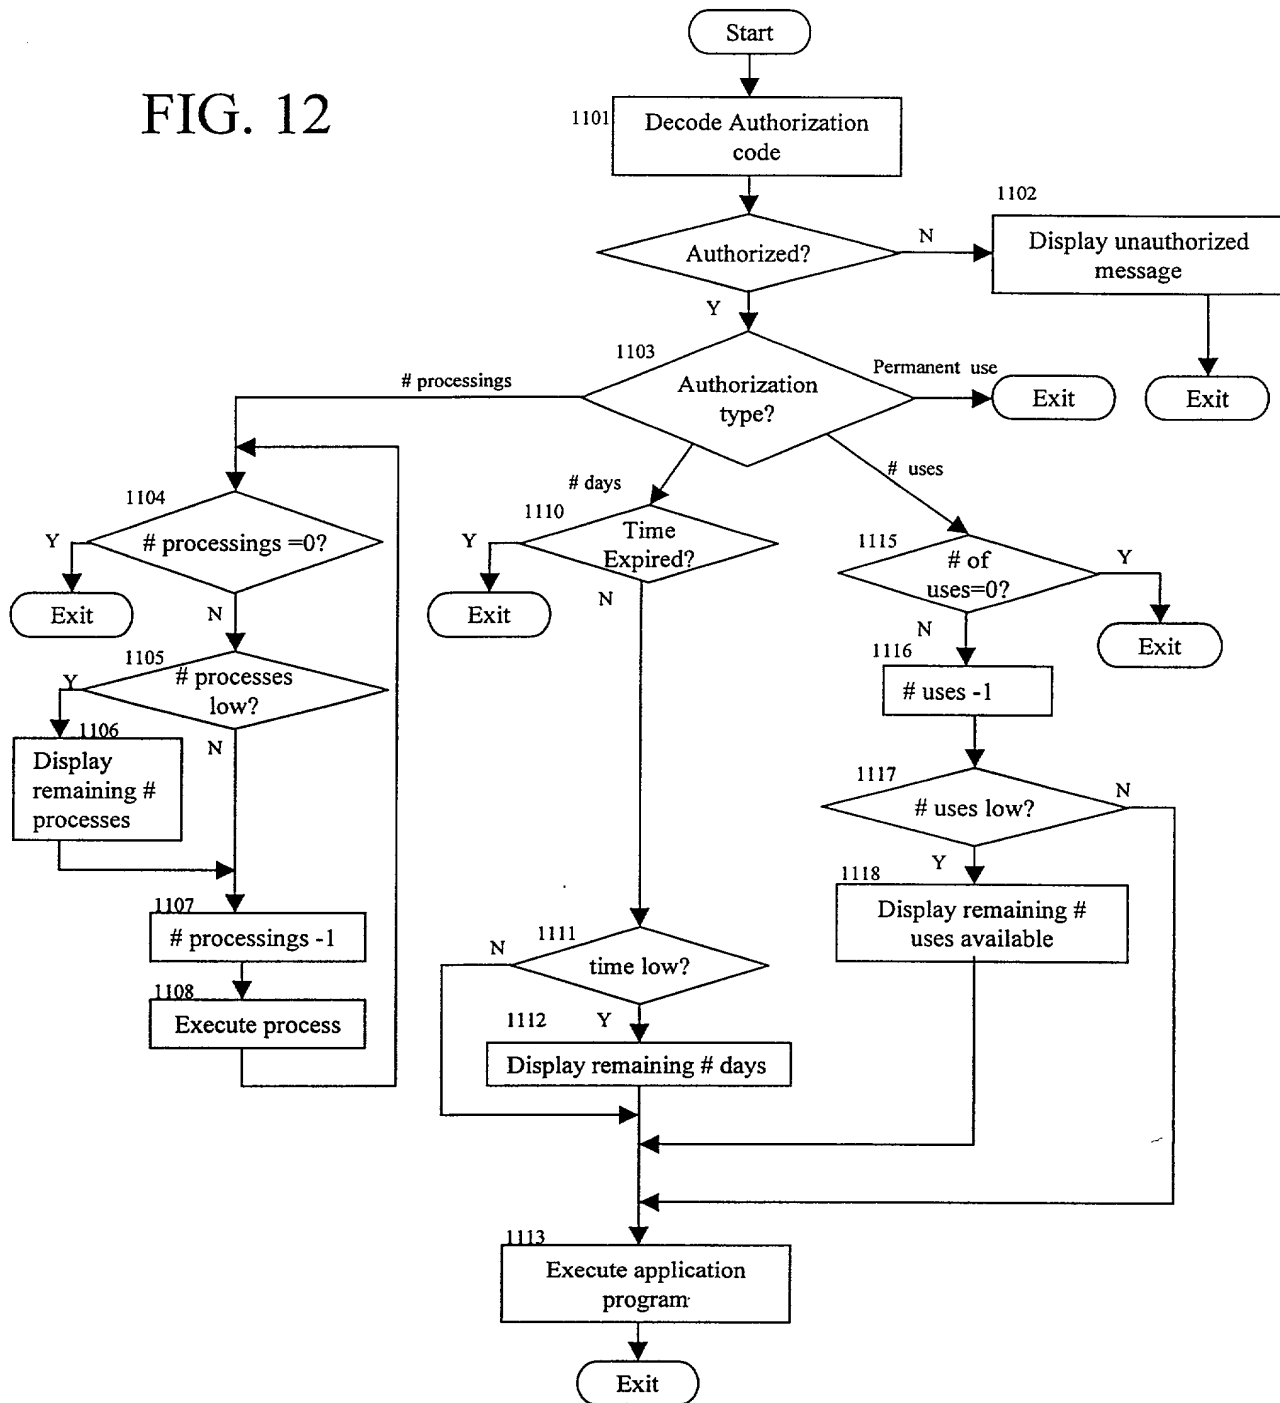 Start
FIG. 12
1101
Decode Authorization
code
1102
Authorized?
N
Display unauthorized
message
Y
1103
# processings
Authorization
type?
Permanent use
Exit
Exit
# uses
# days
1104
# processings =0?
Y
Exit
N
1110
Time
Expired?
Y
Exit
N
1115
# of
uses=0?
Y
Exit
N
1105
# processes
low?
Y
N
1106
Display
remaining #
processes
1116
# uses -1
1117
# uses low?
N
Y
1118
Display remaining #
uses available
1107
# processings -1
1108
Execute process
1111
time low?
N
Y
1112
Display remaining # days
1113
Execute application
program
Exit